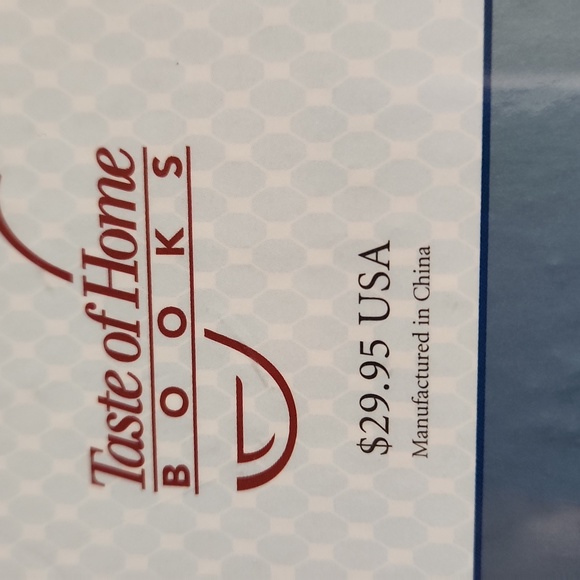 Taste of Home
BOOKS
$29.95 USA
Manufactured in China